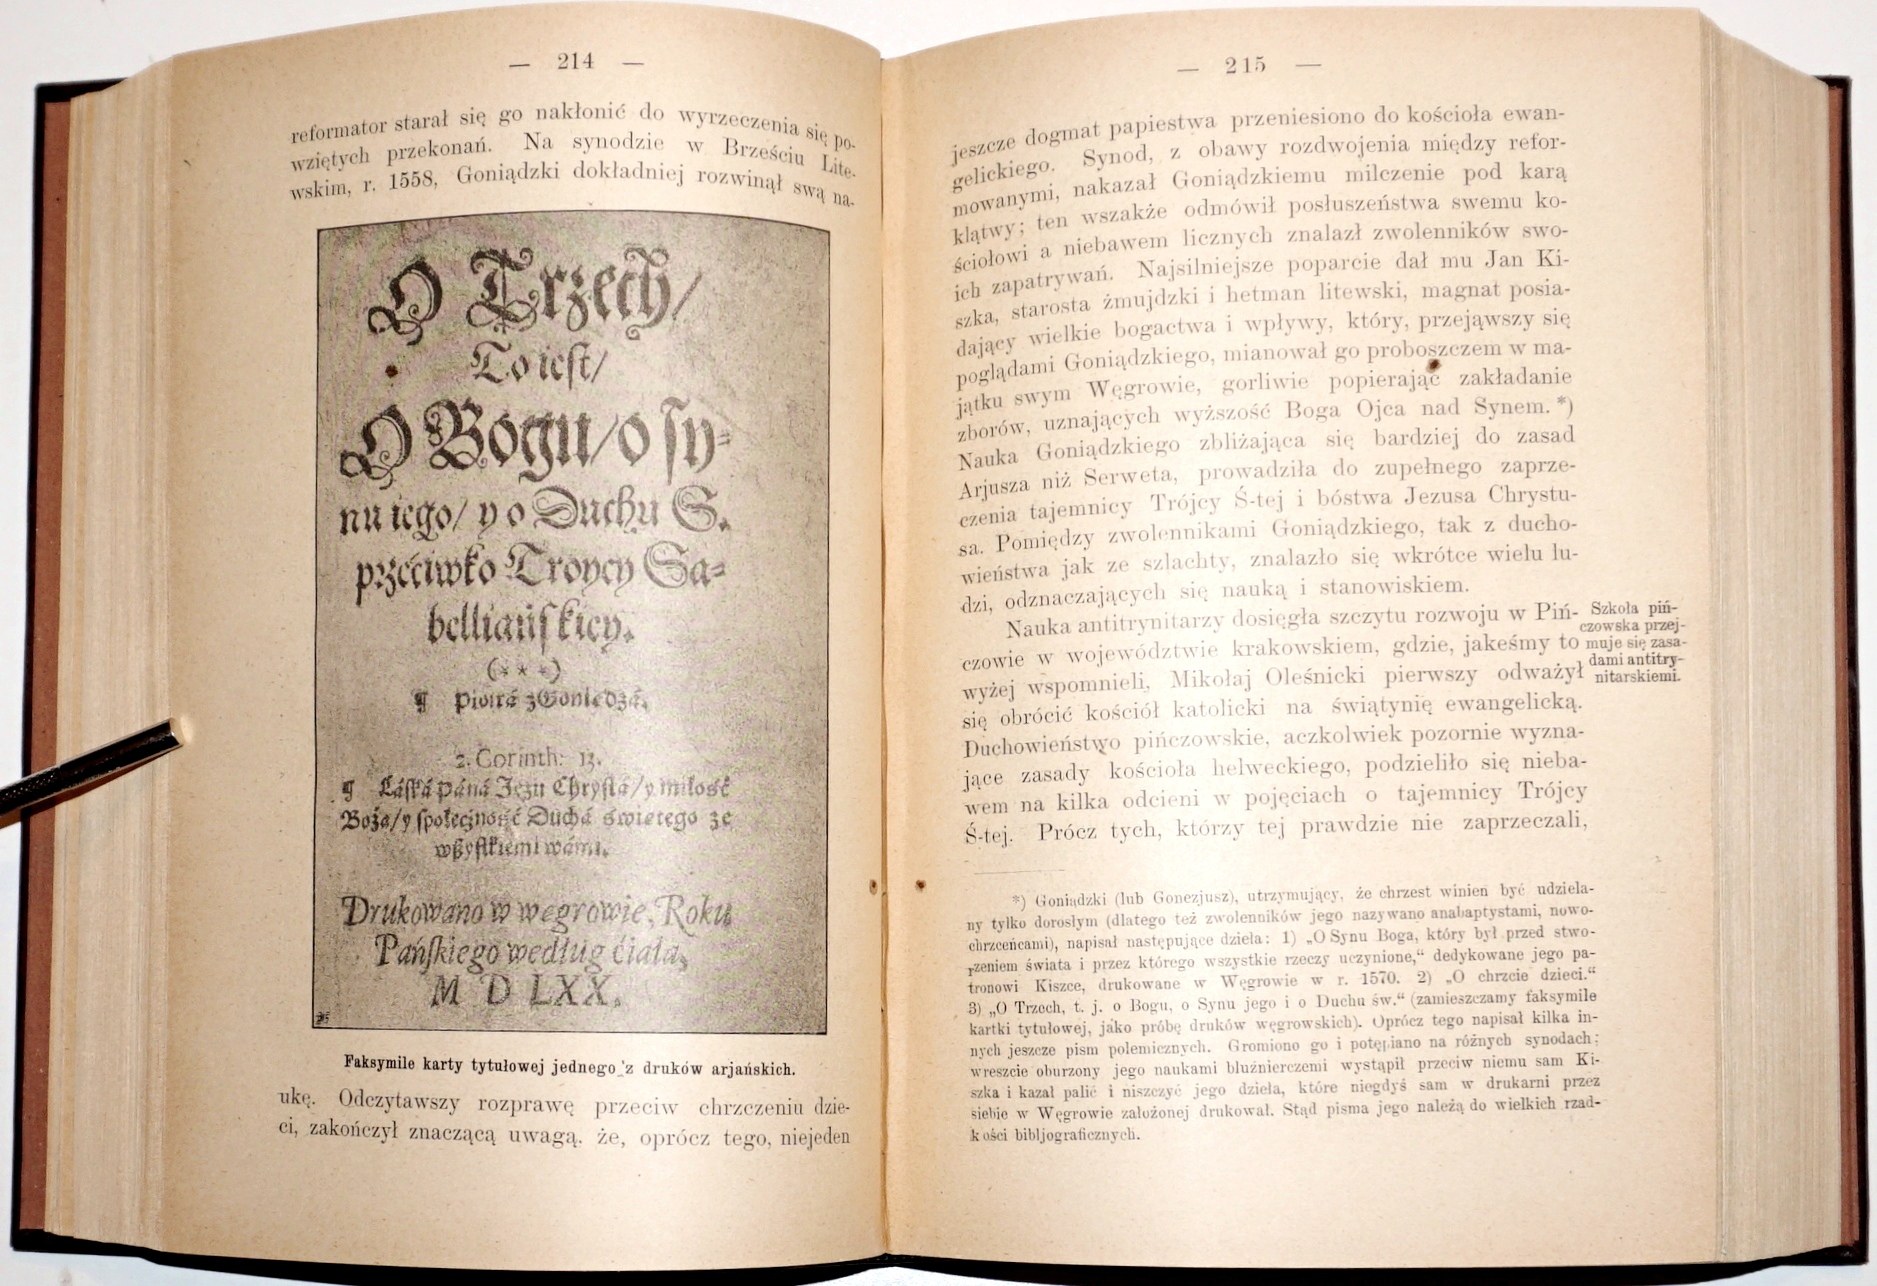 — 214 —
reformator starał się go nakłonić do wyrzeczenia się po-
wziętych przekonań. Na synodzie w Brześciu Lite-
wskim, r. 1558, Goniądzki dokładniej rozwinął swą na-
O Trzech/
To iest/
O Bogu/ o sy-
nu iego/ y o Duchu S.
przećiwko Troycy Sa-
belliańskiey.
(* * *)
¶ Piotrá z Goniądzá.
2. Corinth: 13.
¶ Łáská páná Jezu Chrystá/ y miłość
Boża/ y społeczność Duchá świętego ze
wszystkiemi wámi.
Drukowano w węgrowie, Roku
Pańskiego według ćiała,
M D LXX.
Faksymile karty tytułowej jednego z druków arjańskich.
ukę. Odczytawszy rozprawę przeciw chrzczeniu dzie-
ci, zakończył znaczącą uwagą. że, oprócz tego, niejeden
— 215 —
jeszcze dogmat papiestwa przeniesiono do kościoła ewan-
gelickiego. Synod, z obawy rozdwojenia między refor-
mowanymi, nakazał Goniądzkiemu milczenie pod karą
klątwy; ten wszakże odmówił posłuszeństwa swemu ko-
ściołowi a niebawem licznych znalazł zwolenników swo-
ich zapatrywań. Najsilniejsze poparcie dał mu Jan Ki-
szka, starosta żmujdzki i hetman litewski, magnat posia-
dający wielkie bogactwa i wpływy, który, przejąwszy się
poglądami Goniądzkiego, mianował go proboszczem w ma-
jątku swym Węgrowie, gorliwie popierając zakładanie
zborów, uznających wyższość Boga Ojca nad Synem.*)
Nauka Goniądzkiego zbliżająca się bardziej do zasad
Arjusza niż Serweta, prowadziła do zupełnego zaprze-
czenia tajemnicy Trójcy Ś-tej i bóstwa Jezusa Chrystu-
sa. Pomiędzy zwolennikami Goniądzkiego, tak z ducho-
wieństwa jak ze szlachty, znalazło się wkrótce wielu lu-
dzi, odznaczających się nauką i stanowiskiem.
Nauka antitrynitarzy dosięgła szczytu rozwoju w Piń-
czowie w województwie krakowskiem, gdzie, jakeśmy to
wyżej wspomnieli, Mikołaj Oleśnicki pierwszy odważył
się obrócić kościół katolicki na świątynię ewangelicką.
Duchowieństwo pińczowskie, aczkolwiek pozornie wyzna-
jące zasady kościoła helweckiego, podzieliło się nieba-
wem na kilka odcieni w pojęciach o tajemnicy Trójcy
Ś-tej. Prócz tych, którzy tej prawdzie nie zaprzeczali,
Szkoła piń-
czowska przej-
muje się zasa-
dami antitry-
nitarskiemi.
*) Goniądzki (lub Gonezjusz), utrzymujący, że chrzest winien być udziela-
ny tylko dorosłym (dlatego też zwolenników jego nazywano anabaptystami, nowo-
chrzceńcami), napisał następujące dzieła: 1) „O Synu Boga, który był przed stwo-
rzeniem świata i przez którego wszystkie rzeczy uczynione,“ dedykowane jego pa-
tronowi Kiszce, drukowane w Węgrowie w r. 1570. 2) „O chrzcie dzieci.“
3) „O Trzech, t. j. o Bogu, o Synu jego i o Duchu św.“ (zamieszczamy faksymile
kartki tytułowej, jako próbę druków węgrowskich). Oprócz tego napisał kilka in-
nych jeszcze pism polemicznych. Gromiono go i potępiano na różnych synodach;
wreszcie oburzony jego naukami bluźnierczemi wystąpił przeciw niemu sam Ki-
szka i kazał palić i niszczyć jego dzieła, które niegdyś sam w drukarni przez
siebie w Węgrowie założonej drukował. Stąd pisma jego należą do wielkich rzad-
kości bibljograficznych.